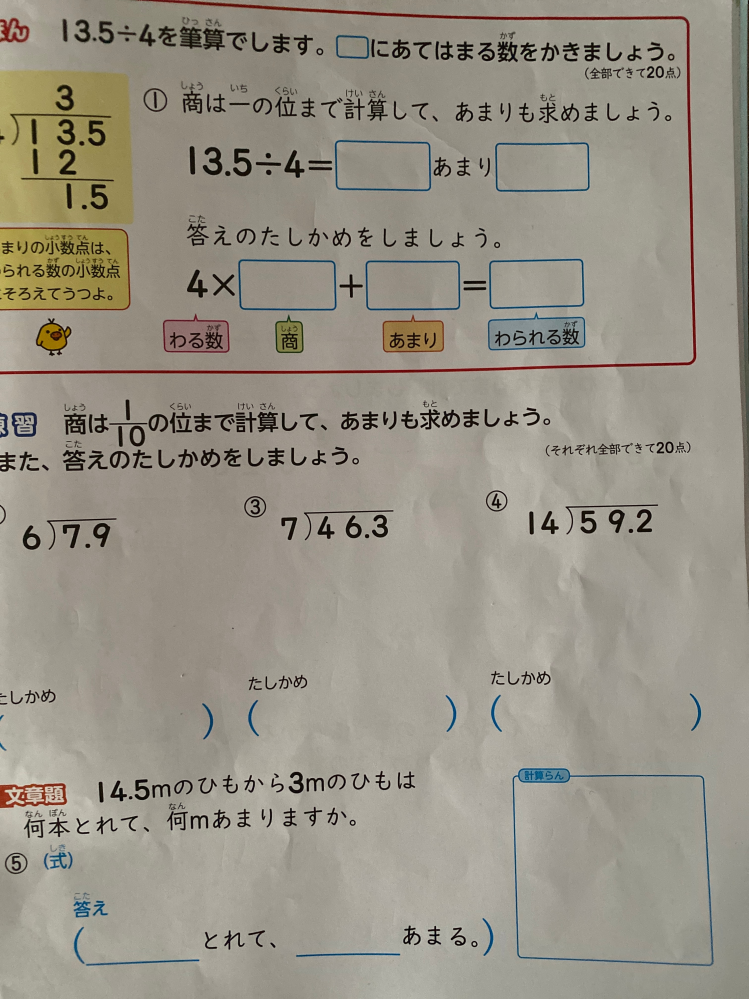 13.5÷4を筆算でします。□にあてはまる数をかきましょう。
(全部できて20点)
3
)13.5
12
1.5
まりの小数点は、
られる数の小数点
そろえてうつよ。
① 商は一の位まで計算して、あまりも求めましょう。
13.5÷4=□あまり□
答えのたしかめをしましょう。
4×□+□=□
わる数 商 あまり わられる数
習 商は1/10の位まで計算して、あまりも求めましょう。
また、答えのたしかめをしましょう。
(それぞれ全部できて20点)
6)7.9
③ 7)46.3
④ 14)59.2
たしかめ
( )
たしかめ
( )
たしかめ
( )
文章題 14.5mのひもから3mのひもは
何本とれて、何mあまりますか。
⑤ (式)
答え
( とれて、 あまる。)
計算らん